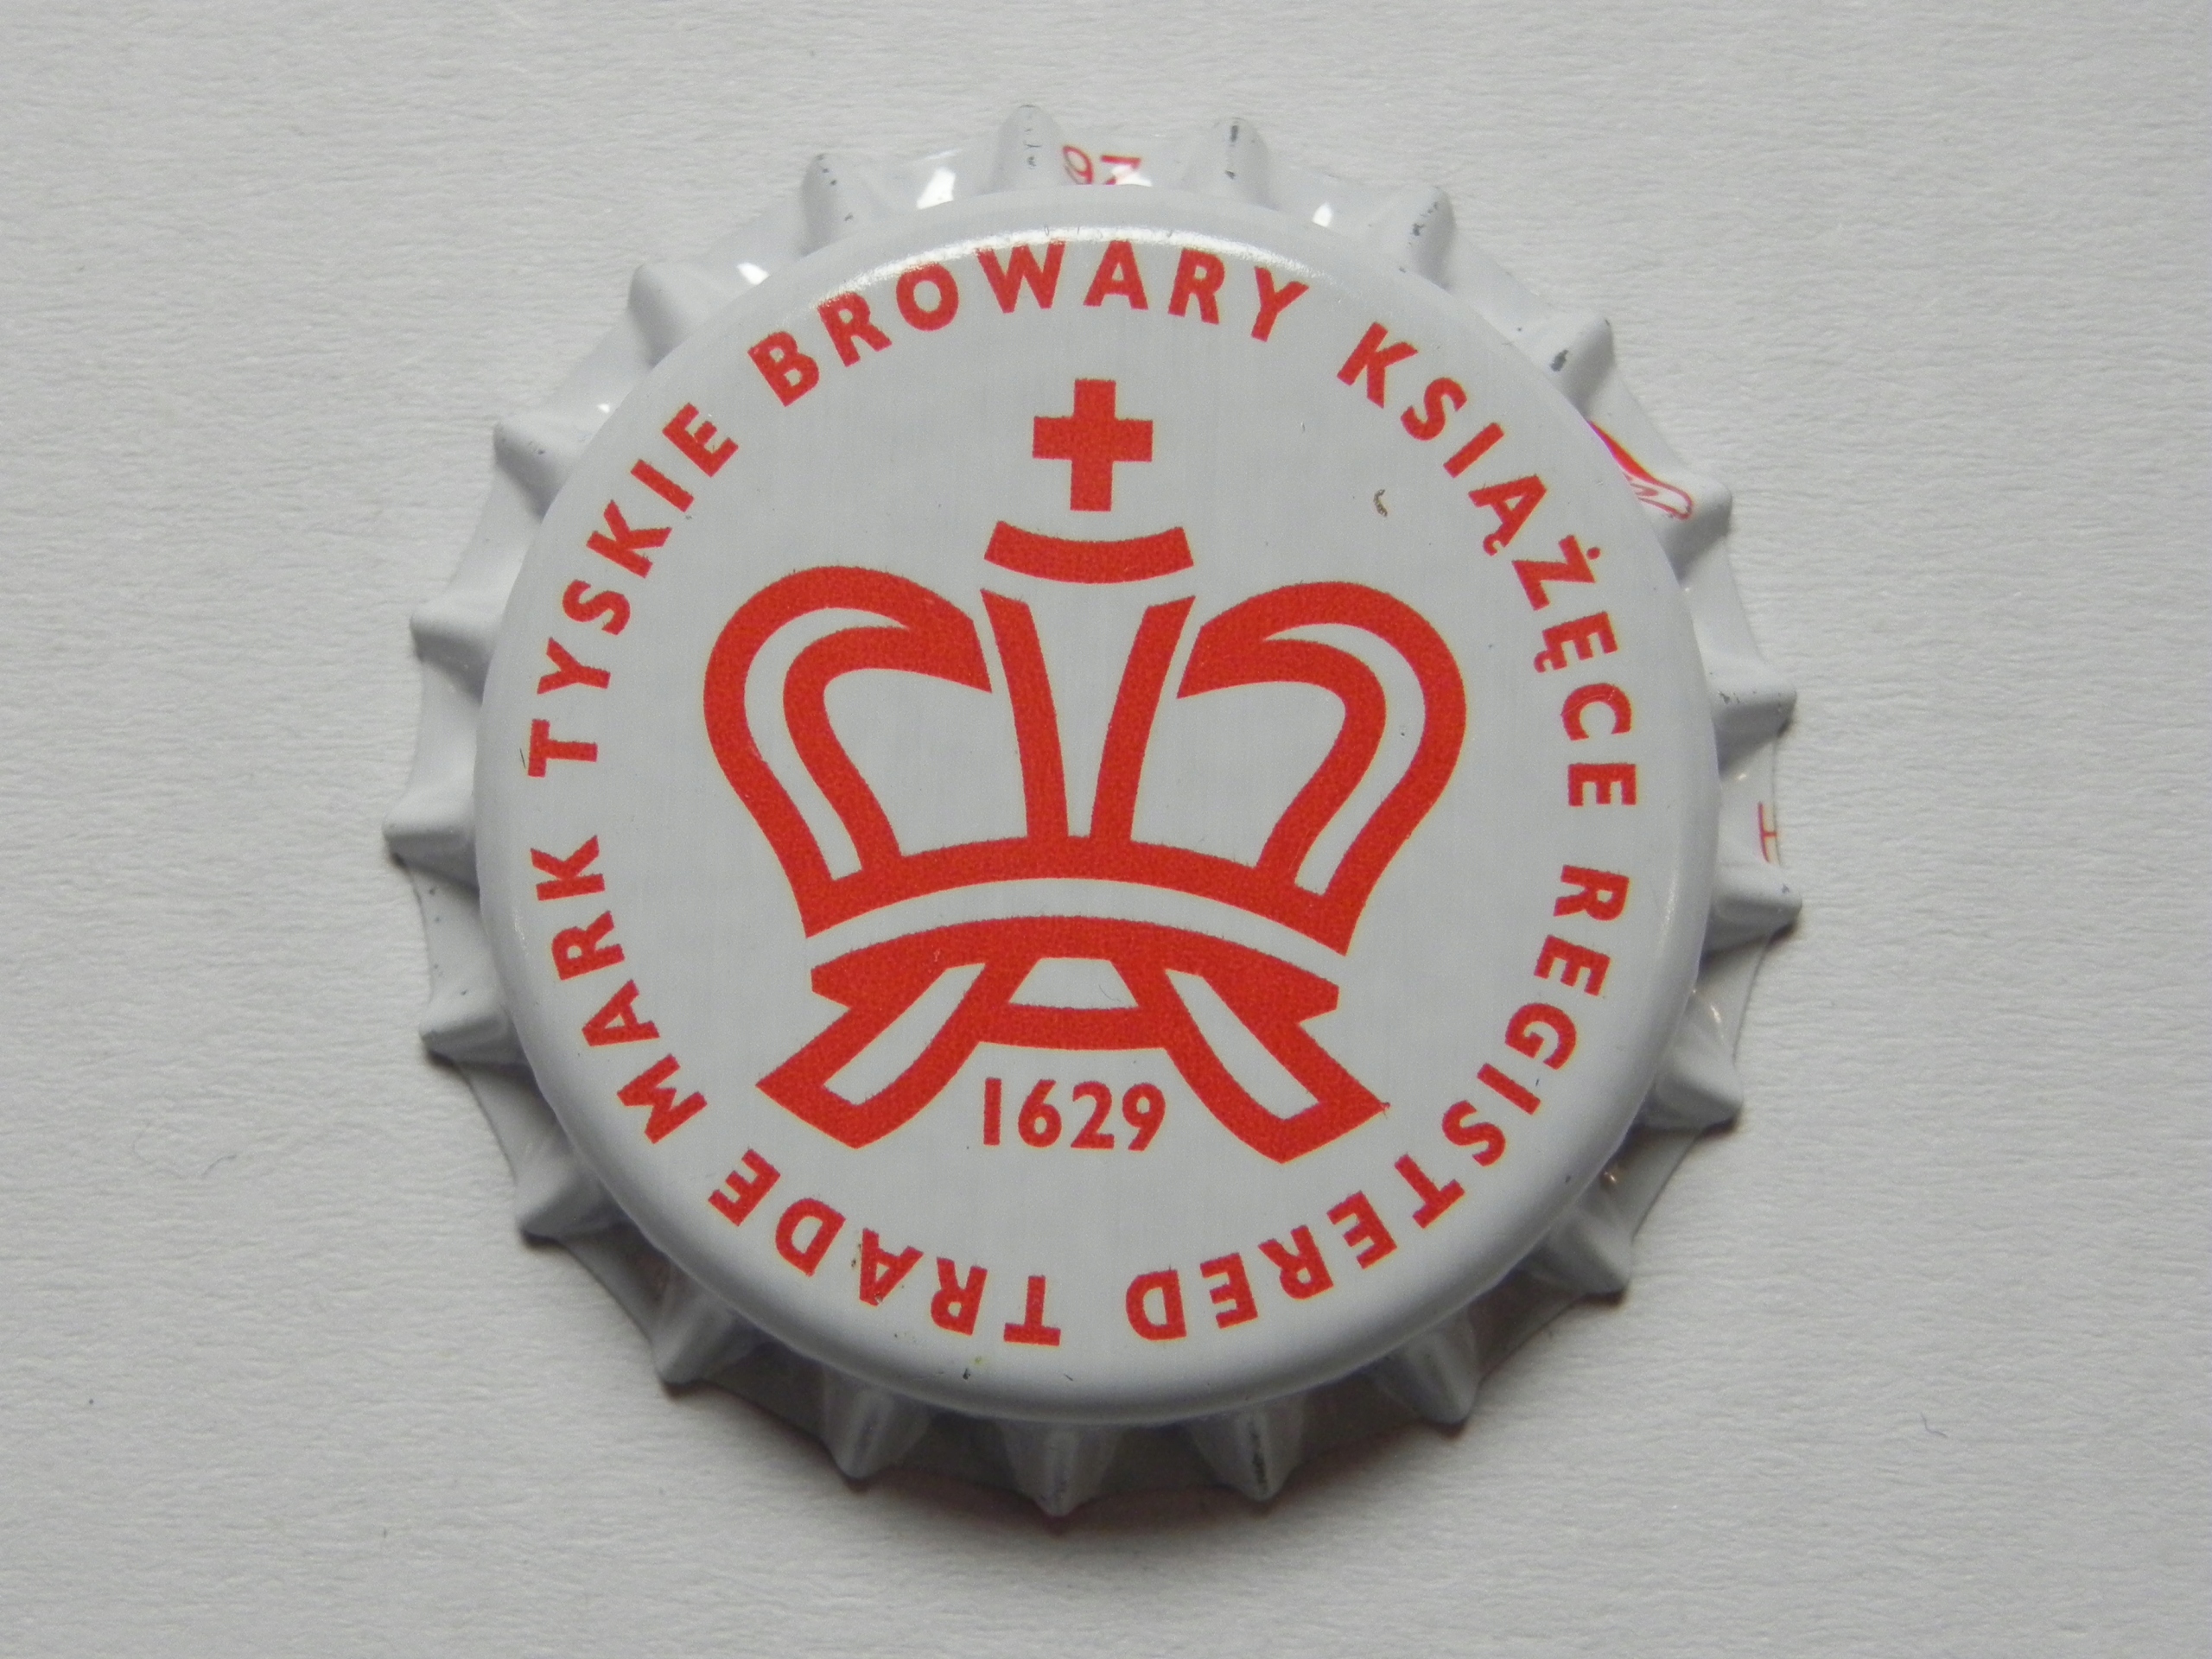 TYSKIE BROWARY KSIĄŻĘCE REGISTERED TRADE MARK
1629